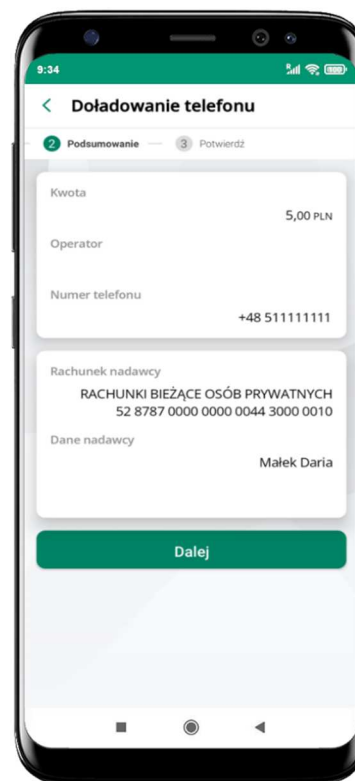 9:34
Doładowanie telefonu
2 Podsumowanie 3 Potwierdź
Kwota
5,00 PLN
Operator
Numer telefonu
+48 511111111
Rachunek nadawcy
RACHUNKI BIEŻĄCE OSÓB PRYWATNYCH
52 8787 0000 0000 0044 3000 0010
Dane nadawcy
Małek Daria
Dalej